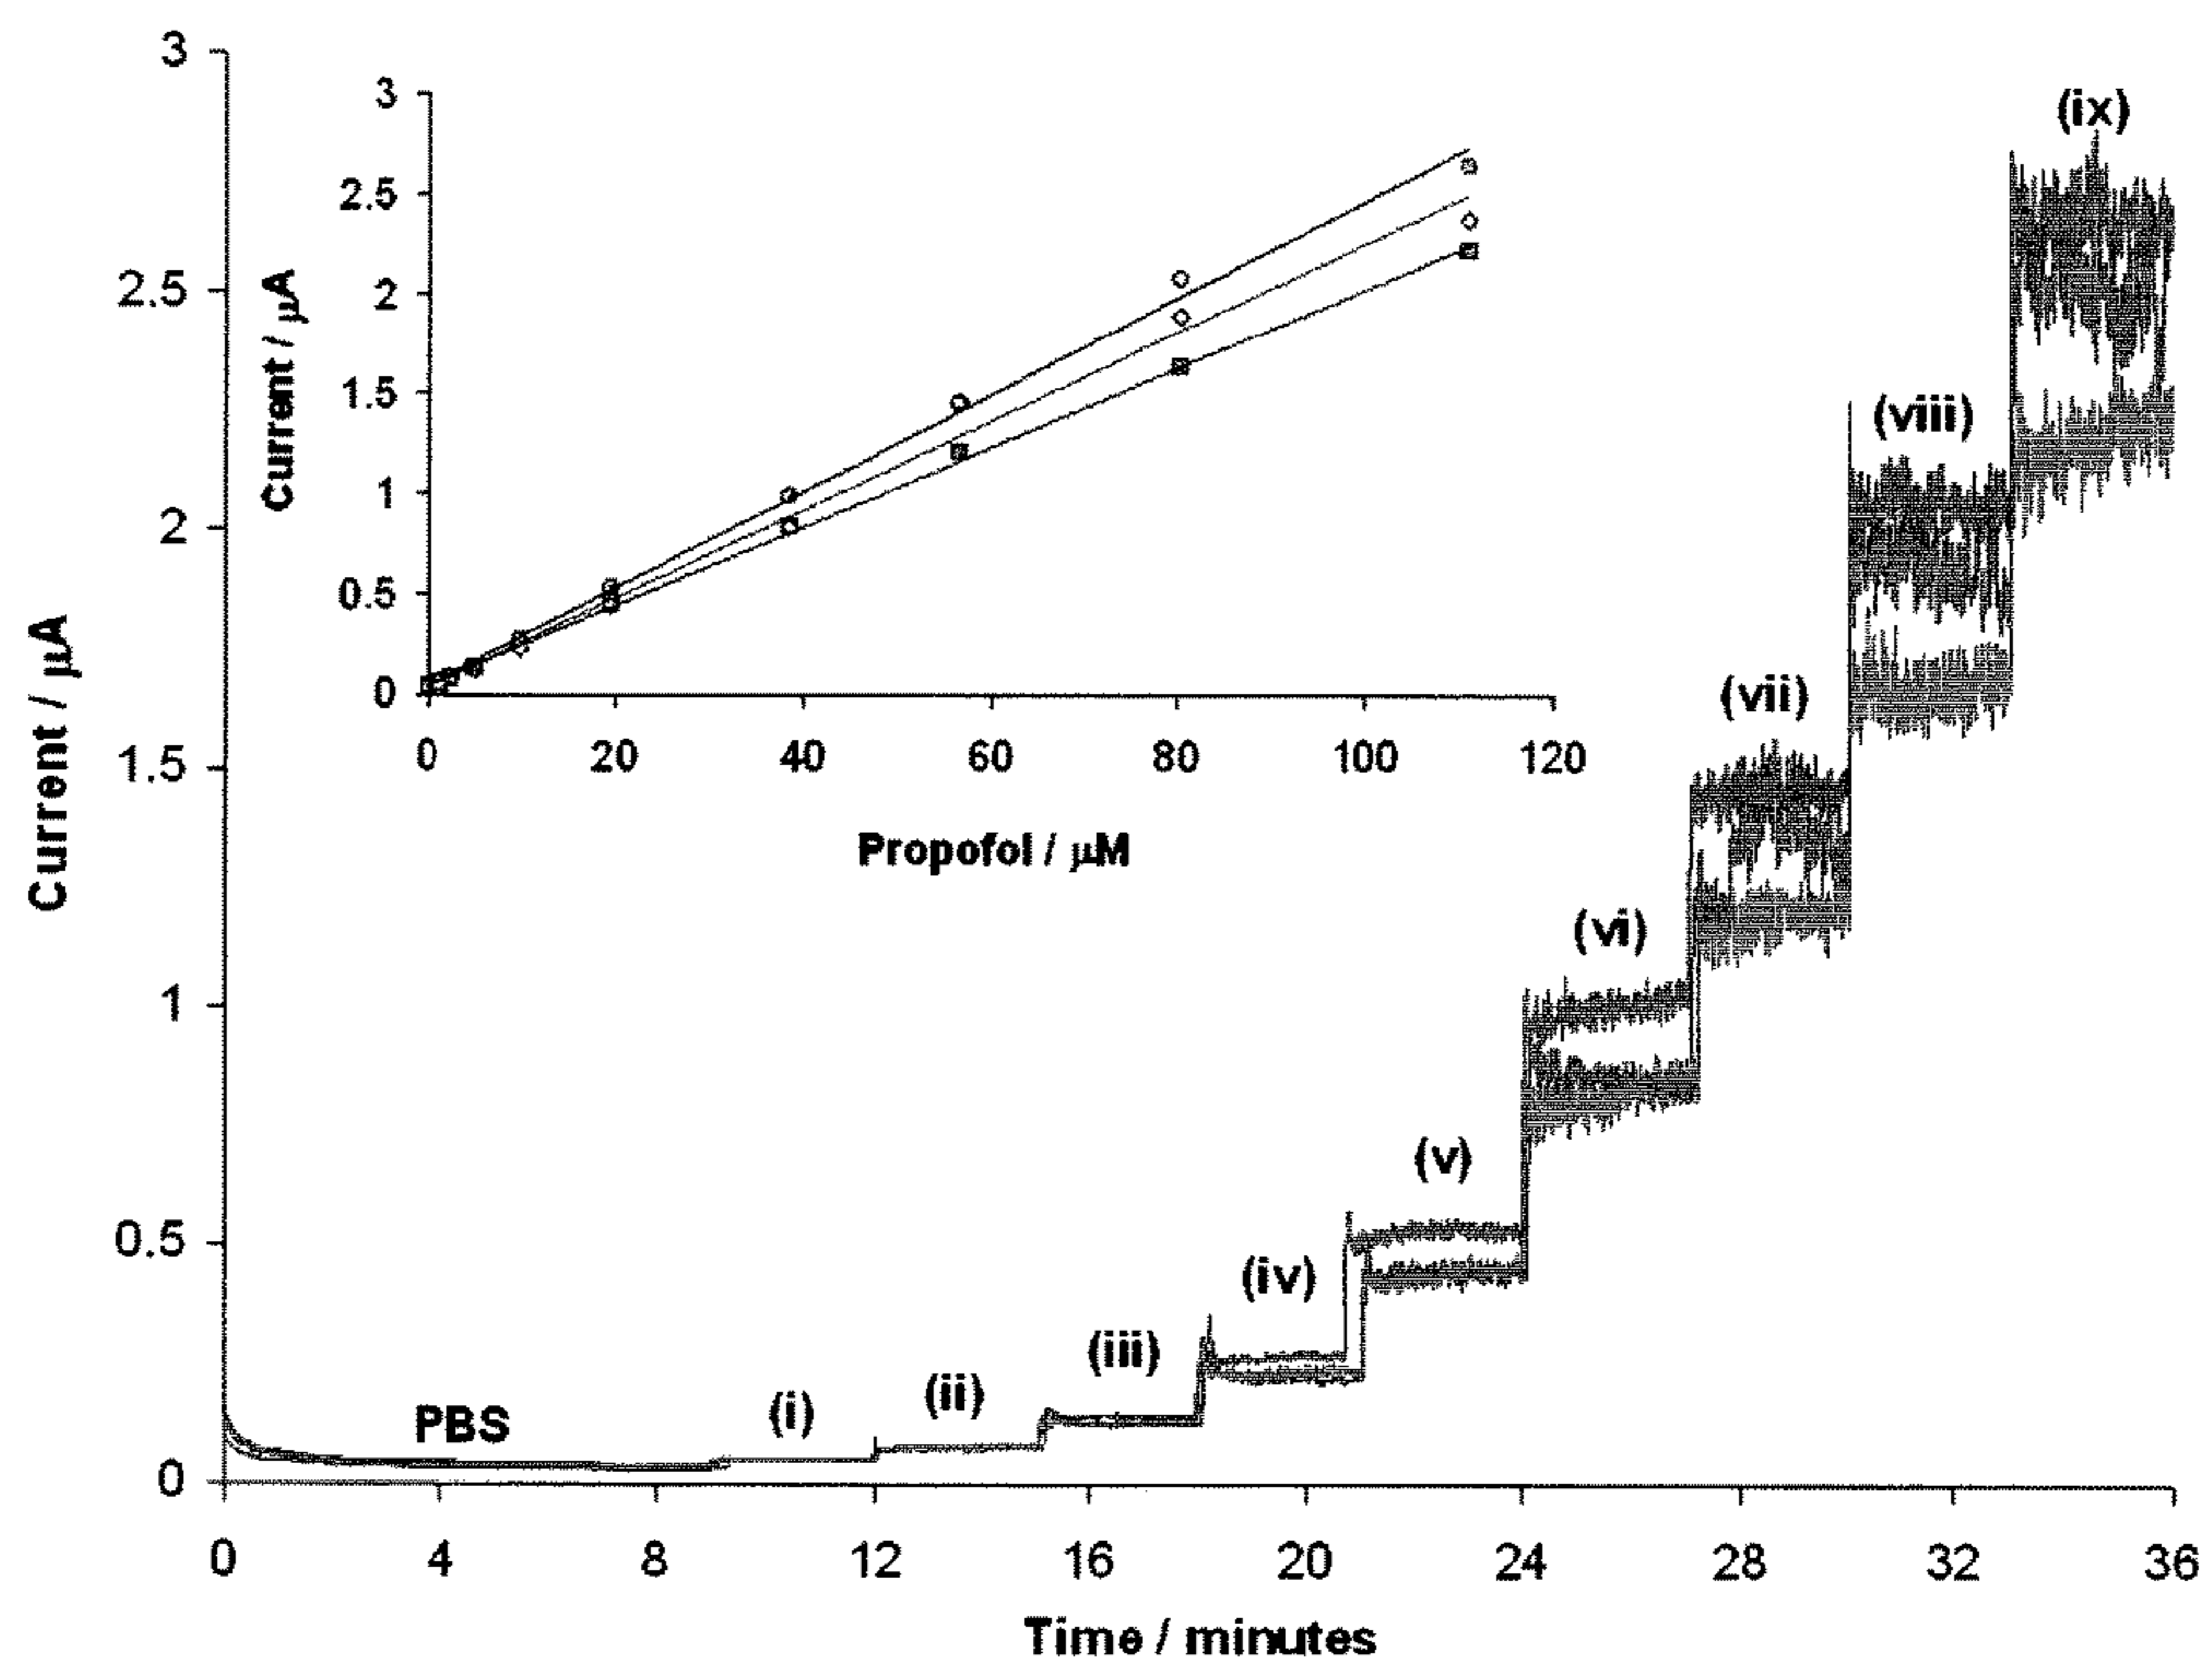 3
2.5
2
1.5
1
0.5
0
Current / μA
3
2.5
2
1.5
1
0.5
0
Current / μA
0 20 40 60 80 100 120
Propofol / μM
PBS
(i)
(ii)
(iii)
(iv)
(v)
(vi)
(vii)
(viii)
(ix)
0 4 8 12 16 20 24 28 32 36
Time / minutes